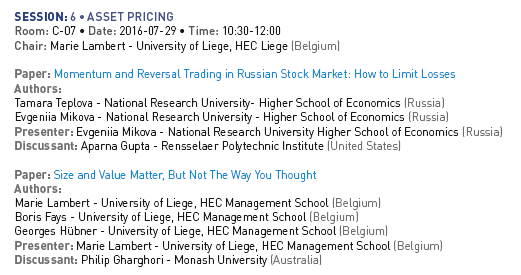 SESSION: 6 • ASSET PRICING
Room: C-07 • Date: 2016-07-29 • Time: 10:30-12:00
Chair: Marie Lambert - University of Liege, HEC Liege (Belgium)
Paper: Momentum and Reversal Trading in Russian Stock Market: How to Limit Losses
Authors:
Tamara Teplova - National Research University- Higher School of Economics (Russia)
Evgeniia Mikova - National Research University - Higher School of Economics (Russia)
Presenter: Evgeniia Mikova - National Research University Higher School of Economics (Russia)
Discussant: Aparna Gupta - Rensselaer Polytechnic Institute (United States)
Paper: Size and Value Matter, But Not The Way You Thought
Authors:
Marie Lambert - University of Liege, HEC Management School (Belgium)
Boris Fays - University of Liege, HEC Management School (Belgium)
Georges Hübner - University of Liege, HEC Management School (Belgium)
Presenter: Marie Lambert - University of Liege, HEC Management School (Belgium)
Discussant: Philip Gharghori - Monash University (Australia)